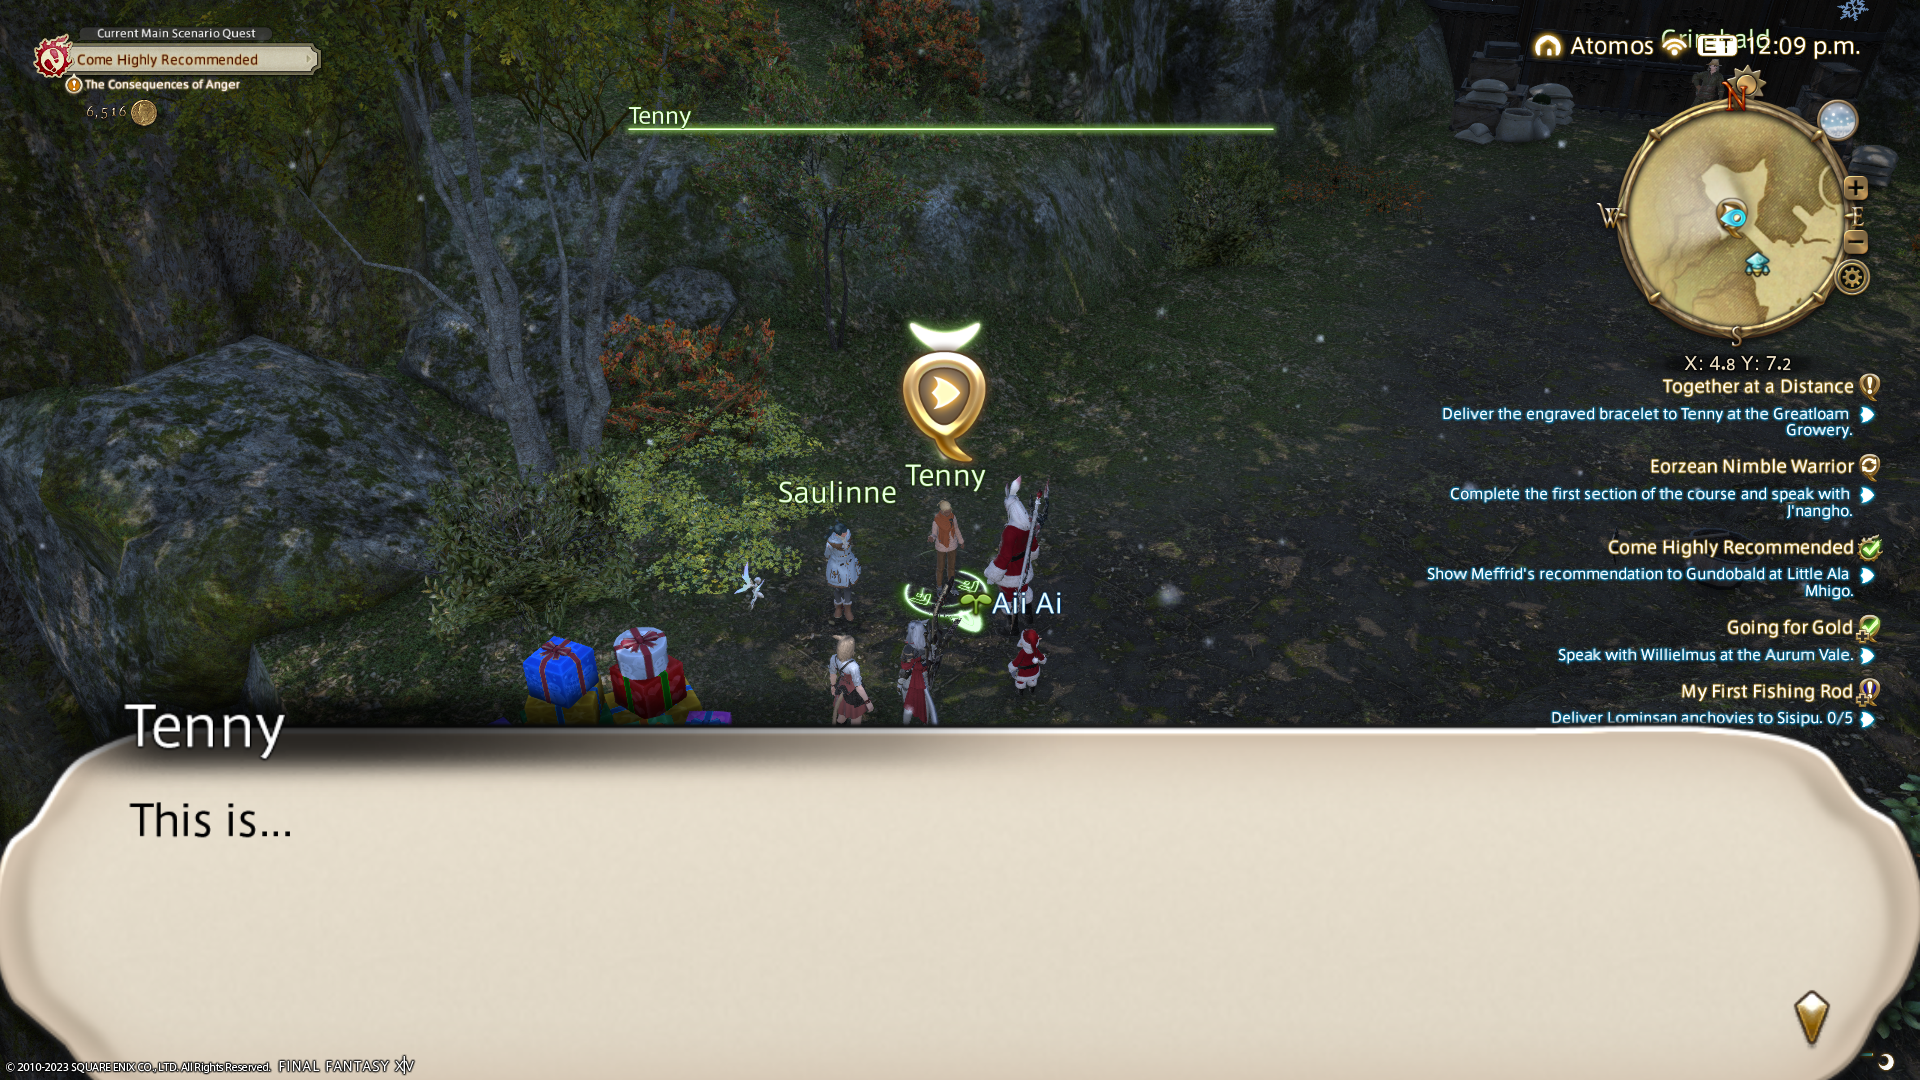 Current Main Scenario Quest
Come Highly Recommended
The Consequences of Anger
6,516
Tenny
Grimbald
Atomos
ET
12:09 p.m.
N
W
E
S
X: 4.8 Y: 7.2
Together at a Distance
Deliver the engraved bracelet to Tenny at the Greatloam
Growery.
Eorzean Nimble Warrior
Complete the first section of the course and speak with
J'nangho.
Come Highly Recommended
Show Meffrid's recommendation to Gundobald at Little Ala
Mhigo.
Going for Gold
Speak with Willielmus at the Aurum Vale.
My First Fishing Rod
Deliver Lominsan anchovies to Sisipu. 0/5
Tenny
Saulinne
Aii Ai
Tenny
This is...
© 2010-2023 SQUARE ENIX CO., LTD. All Rights Reserved. FINAL FANTASY XIV